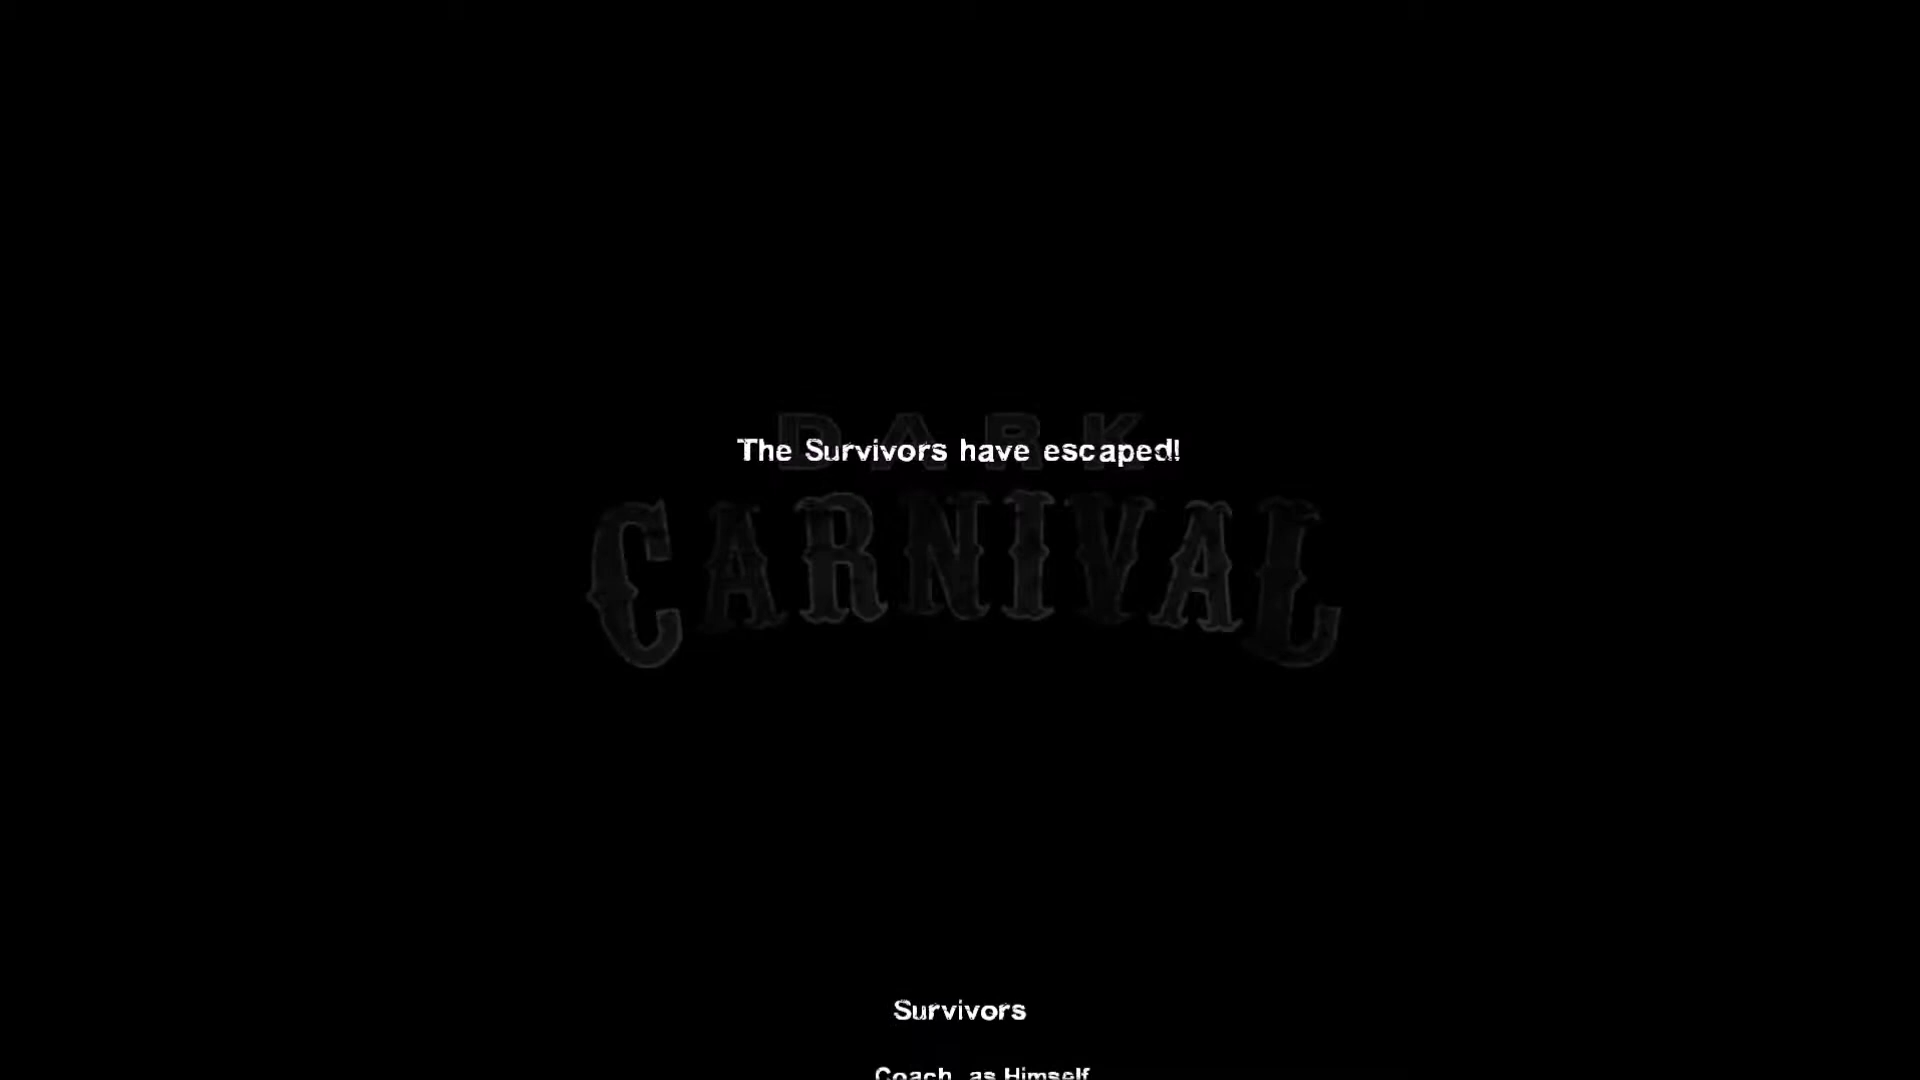 DARK
The Survivors have escaped!
CARNIVAL
Survivors
Coach, as Himself